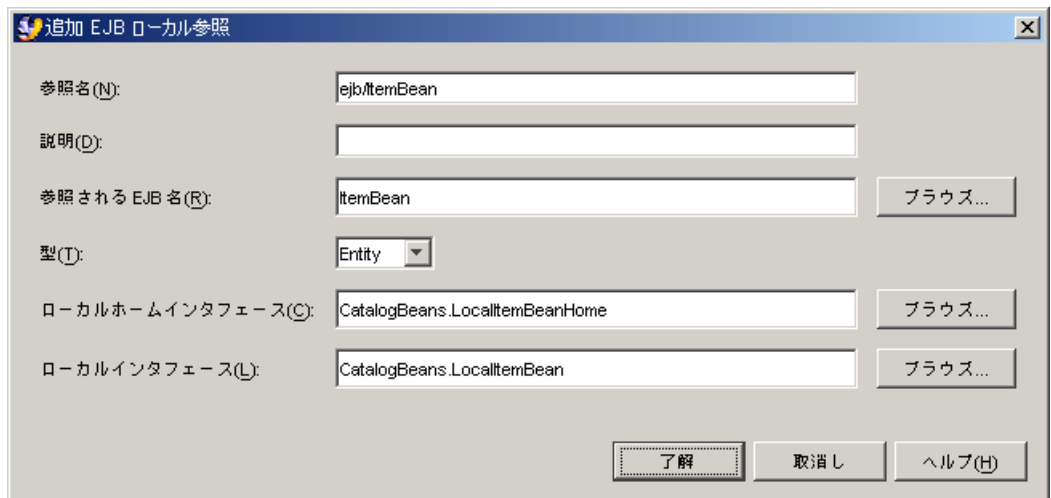 追加 EJB ローカル参照
参照名(N): ejb/ItemBean
説明(D):
参照される EJB 名(R): ItemBean ブラウズ...
型(T): Entity
ローカルホームインタフェース(C): CatalogBeans.LocalItemBeanHome ブラウズ...
ローカルインタフェース(L): CatalogBeans.LocalItemBean ブラウズ...
了解 取消し ヘルプ(H)